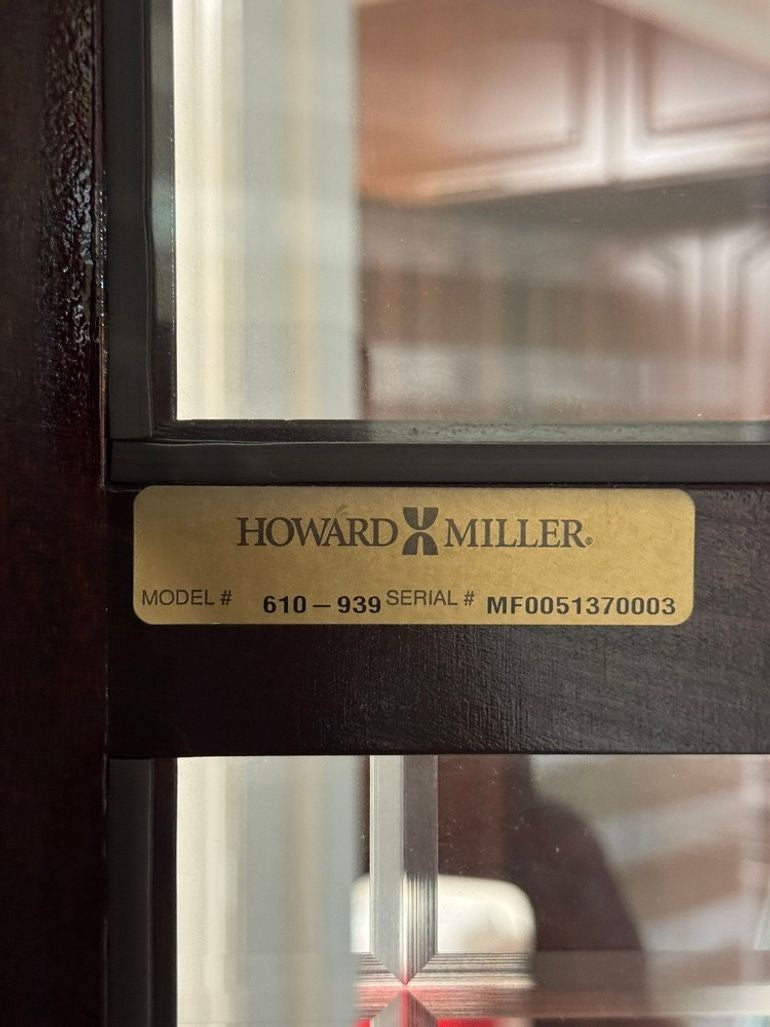 HOWARD MILLER®
MODEL # 610-939 SERIAL # MF0051370003